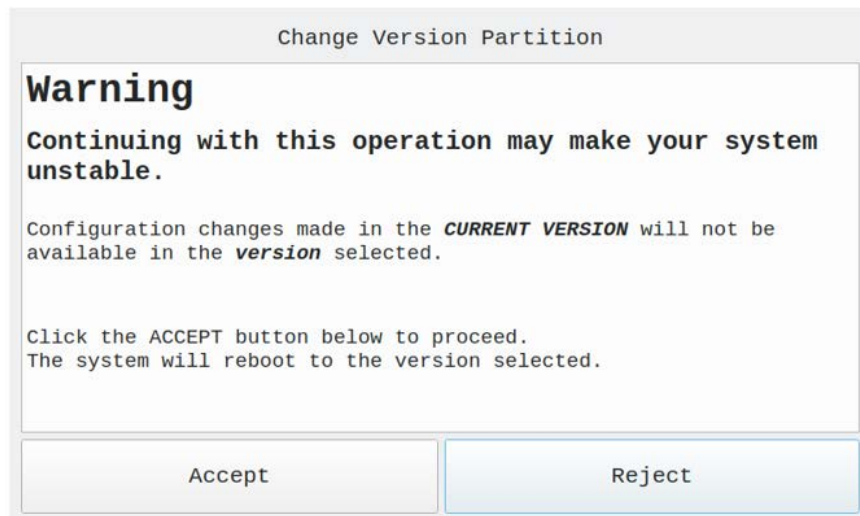 Change Version Partition
Warning
Continuing with this operation may make your system
unstable.
Configuration changes made in the CURRENT VERSION will not be
available in the version selected.
Click the ACCEPT button below to proceed.
The system will reboot to the version selected.
Accept
Reject